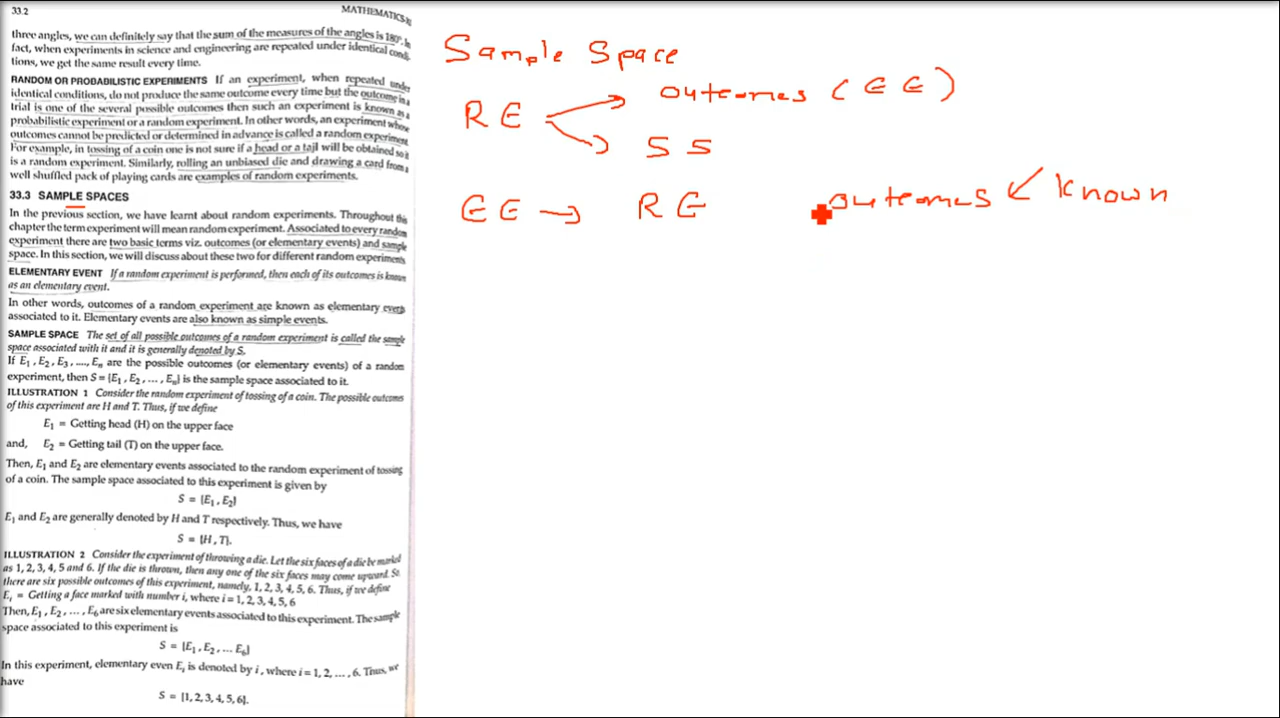 33.2
MATHEMATICS
three angles, we can definitely say that the sum of the measures of the angles is 180°. In
fact, when experiments in science and engineering are repeated under identical condi-
tions, we get the same result every time.
RANDOM OR PROBABILISTIC EXPERIMENTS If an experiment, when repeated under
identical conditions, do not produce the same outcome every time but the outcome in a
trial is one of the several possible outcomes then such an experiment is known as a
probabilistic experiment or a random experiment. In other words, an experiment whose
outcomes cannot be predicted or determined in advance is called a random experiment.
For example, in tossing of a coin one is not sure if a head or a tail will be obtained so it
is a random experiment. Similarly, rolling an unbiased die and drawing a card from a
well shuffled pack of playing cards are examples of random experiments.
33.3 SAMPLE SPACES
In the previous section, we have learnt about random experiments. Throughout this
chapter the term experiment will mean random experiment. Associated to every random
experiment there are two basic terms viz. outcomes (or elementary events) and sample
space. In this section, we will discuss about these two for different random experiments
ELEMENTARY EVENT If a random experiment is performed, then each of its outcomes is known
as an elementary event.
In other words, outcomes of a random experiment are known as elementary events
associated to it. Elementary events are also known as simple events.
SAMPLE SPACE The set of all possible outcomes of a random experiment is called the sample
space associated with it and it is generally denoted by S.
If E₁, E₂, E₃, ...., Eₙ are the possible outcomes (or elementary events) of a random
experiment, then S = {E₁, E₂, ..., Eₙ} is the sample space associated to it.
ILLUSTRATION 1 Consider the random experiment of tossing of a coin. The possible outcomes
of this experiment are H and T. Thus, if we define
E₁ = Getting head (H) on the upper face
and, E₂ = Getting tail (T) on the upper face.
Then, E₁ and E₂ are elementary events associated to the random experiment of tossing
of a coin. The sample space associated to this experiment is given by
S = {E₁, E₂}
E₁ and E₂ are generally denoted by H and T respectively. Thus, we have
S = {H, T}.
ILLUSTRATION 2 Consider the experiment of throwing a die. Let the six faces of a die be marked
as 1, 2, 3, 4, 5 and 6. If the die is thrown, then any one of the six faces may come upward. So
there are six possible outcomes of this experiment, namely, 1, 2, 3, 4, 5, 6. Thus, if we define
Eᵢ = Getting a face marked with number i, where i = 1, 2, 3, 4, 5, 6
Then, E₁, E₂, ..., E₆ are six elementary events associated to this experiment. The sample
space associated to this experiment is
S = {E₁, E₂, ... E₆}
In this experiment, elementary even Eᵢ is denoted by i, where i = 1, 2, ..., 6. Thus, we
have
S = {1, 2, 3, 4, 5, 6}.
Sample Space
RE outcomes (EE)
SS
EE → RE outcomes ↙ known